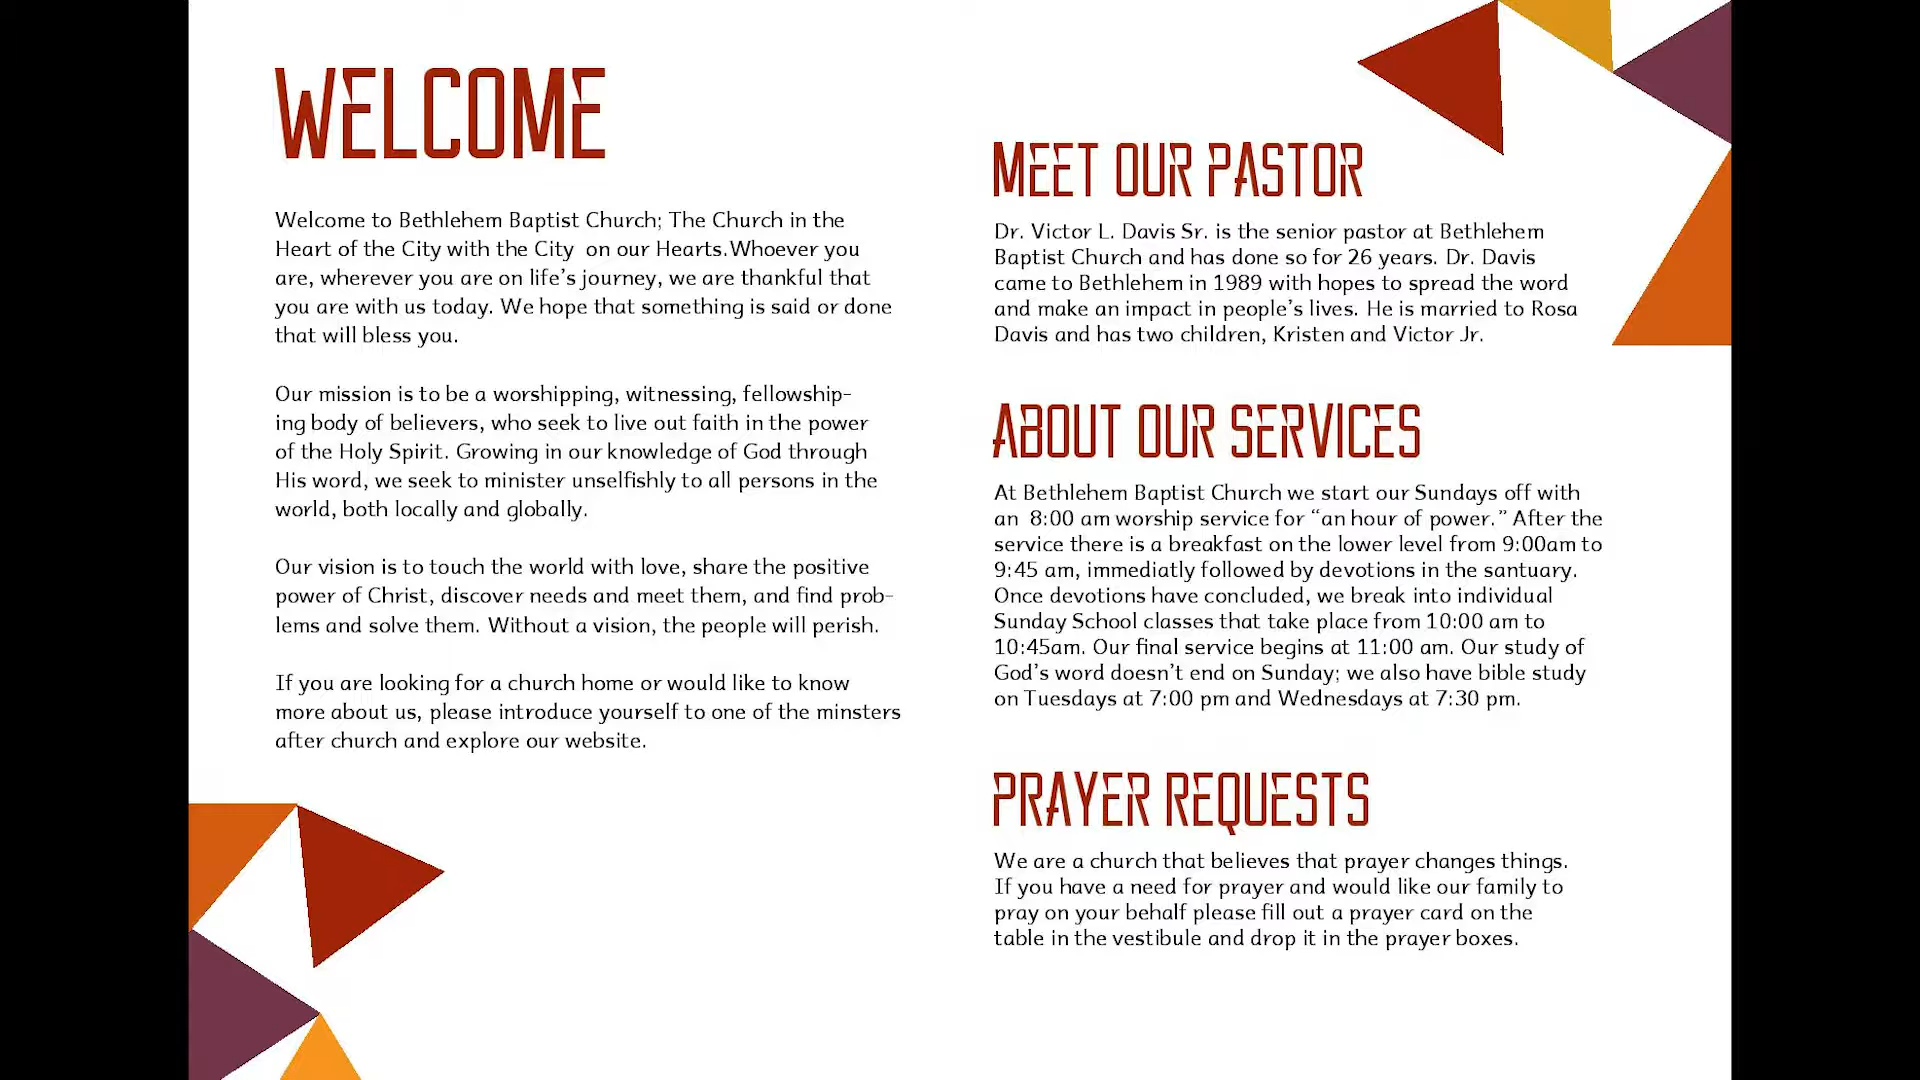 WELCOME
Welcome to Bethlehem Baptist Church; The Church in the
Heart of the City with the City  on our Hearts.Whoever you
are, wherever you are on life's journey, we are thankful that
you are with us today. We hope that something is said or done
that will bless you.
Our mission is to be a worshipping, witnessing, fellowship-
ing body of believers, who seek to live out faith in the power
of the Holy Spirit. Growing in our knowledge of God through
His word, we seek to minister unselfishly to all persons in the
world, both locally and globally.
Our vision is to touch the world with love, share the positive
power of Christ, discover needs and meet them, and find prob-
lems and solve them. Without a vision, the people will perish.
If you are looking for a church home or would like to know
more about us, please introduce yourself to one of the minsters
after church and explore our website.
MEET OUR PASTOR
Dr. Victor L. Davis Sr. is the senior pastor at Bethlehem
Baptist Church and has done so for 26 years. Dr. Davis
came to Bethlehem in 1989 with hopes to spread the word
and make an impact in people's lives. He is married to Rosa
Davis and has two children, Kristen and Victor Jr.
ABOUT OUR SERVICES
At Bethlehem Baptist Church we start our Sundays off with
an  8:00 am worship service for "an hour of power." After the
service there is a breakfast on the lower level from 9:00am to
9:45 am, immediatly followed by devotions in the santuary.
Once devotions have concluded, we break into individual
Sunday School classes that take place from 10:00 am to
10:45am. Our final service begins at 11:00 am. Our study of
God's word doesn't end on Sunday; we also have bible study
on Tuesdays at 7:00 pm and Wednesdays at 7:30 pm.
PRAYER REQUESTS
We are a church that believes that prayer changes things.
If you have a need for prayer and would like our family to
pray on your behalf please fill out a prayer card on the
table in the vestibule and drop it in the prayer boxes.